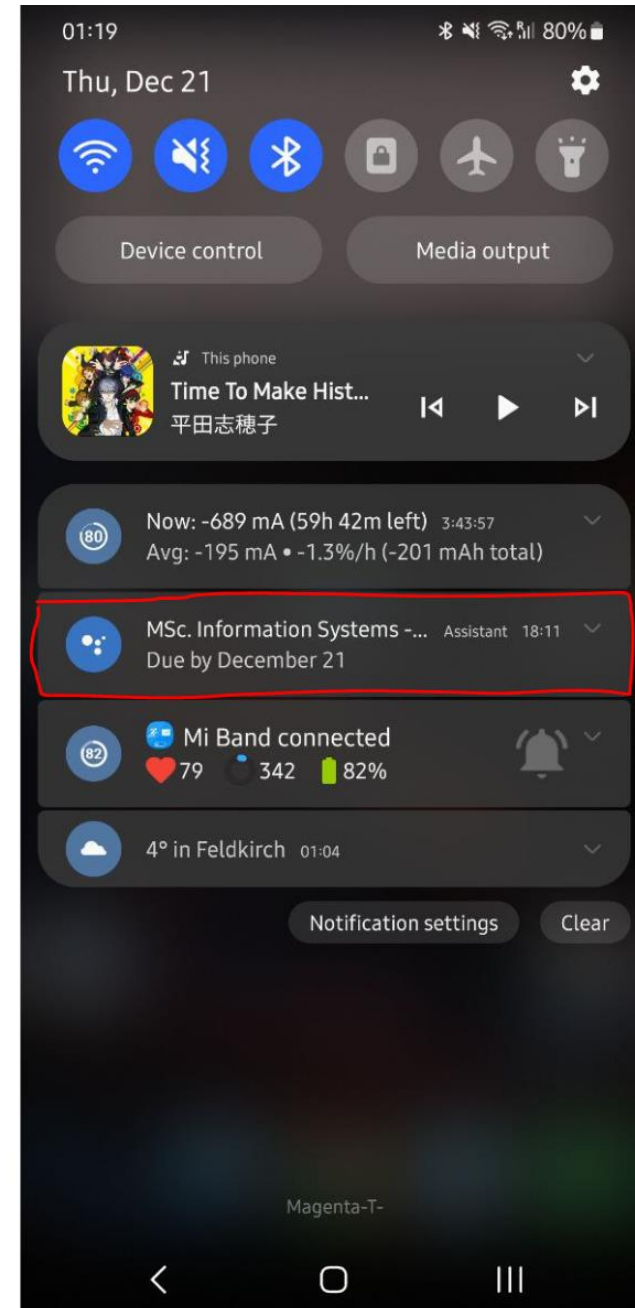 01:19
R 80%
Thu, Dec 21
Device control
Media output
This phone
Time To Make Hist...
平田志穂子
80
Now: -689 mA (59h 42m left) 3:43:57
Avg: -195 mA • -1.3%/h (-201 mAh total)
MSc. Information Systems -... Assistant 18:11
Due by December 21
82
Mi Band connected
79 342 82%
4° in Feldkirch 01:04
Notification settings
Clear
Magenta-T-